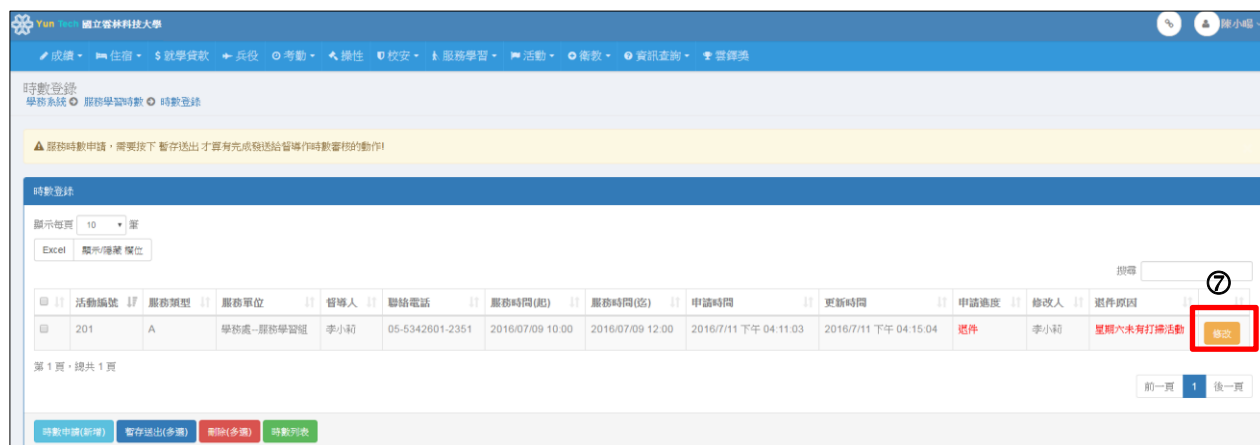 Yun Tech 國立雲林科技大學
陳小暘
成績 住宿 $ 就學貸款 兵役 考勤 操性 校安 服務學習 活動 衛教 資訊查詢 雲鐸獎
時數登錄
學務系統 服務學習時數 時數登錄
服務時數申請，需要按下 暫存送出 才算有完成發送給督導作時數審核的動作!
時數登錄
顯示每頁 10 筆
Excel 顯示/隱藏 欄位
搜尋
⑦
活動編號 服務類型 服務單位 督導人 聯絡電話 服務時間(起) 服務時間(迄) 申請時間 更新時間 申請進度 修改人 退件原因
201 A 學務處--服務學習組 李小莉 05-5342601-2351 2016/07/09 10:00 2016/07/09 12:00 2016/7/11 下午 04:11:03 2016/7/11 下午 04:15:04 退件 李小莉 星期六未有打掃活動 修改
第 1 頁，總共 1 頁
前一頁 1 後一頁
時數申請(新增) 暫存送出(多選) 刪除(多選) 時數列表